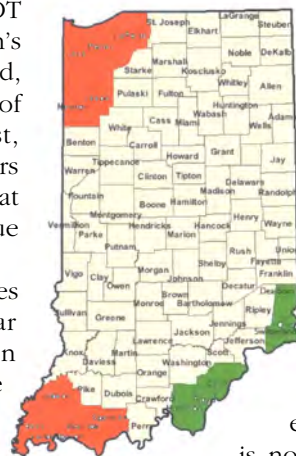 OT
n's
d,
of
st,
rs
at
ue
es
ar
n
e
e
is no
St. Joseph
LaGrange
Steuben
Elkhart
Noble
DeKalb
Marshall
Starke
Kosciusko
Whitley
Allen
Pulaski
Fulton
Huntington
Cass
Miami
Wabash
Wells
Adams
White
Benton
Carroll
Howard
Grant
Jay
Warren
Tippecanoe
Clinton
Tipton
Delaware
Madison
Randolph
Fountain
Boone
Hamilton
Montgomery
Henry
Wayne
Vermillion
Hendricks
Marion
Hancock
Parke
Putnam
Rush
Union
Fayette
Shelby
Franklin
Vigo
Clay
Morgan
Johnson
Owen
Decatur
Dearborn
Brown
Monroe
Bartholomew
Ripley
Sullivan
Greene
Jennings
Jackson
Jefferson
Lawrence
Scott
Washington
Knox
Daviess
Martin
Orange
Pike
Dubois
Crawford
Perry